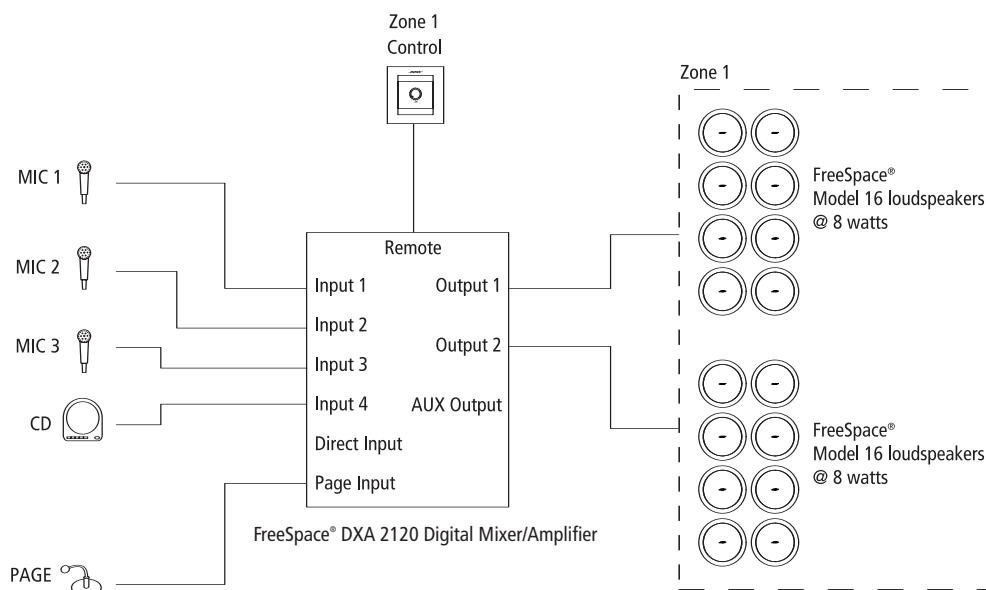 Zone 1
Control
Zone 1
MIC 1
MIC 2
MIC 3
CD
PAGE
Remote
Input 1
Input 2
Input 3
Input 4
Direct Input
Page Input
Output 1
Output 2
AUX Output
FreeSpace® DXA 2120 Digital Mixer/Amplifier
FreeSpace®
Model 16 loudspeakers
@ 8 watts
FreeSpace®
Model 16 loudspeakers
@ 8 watts